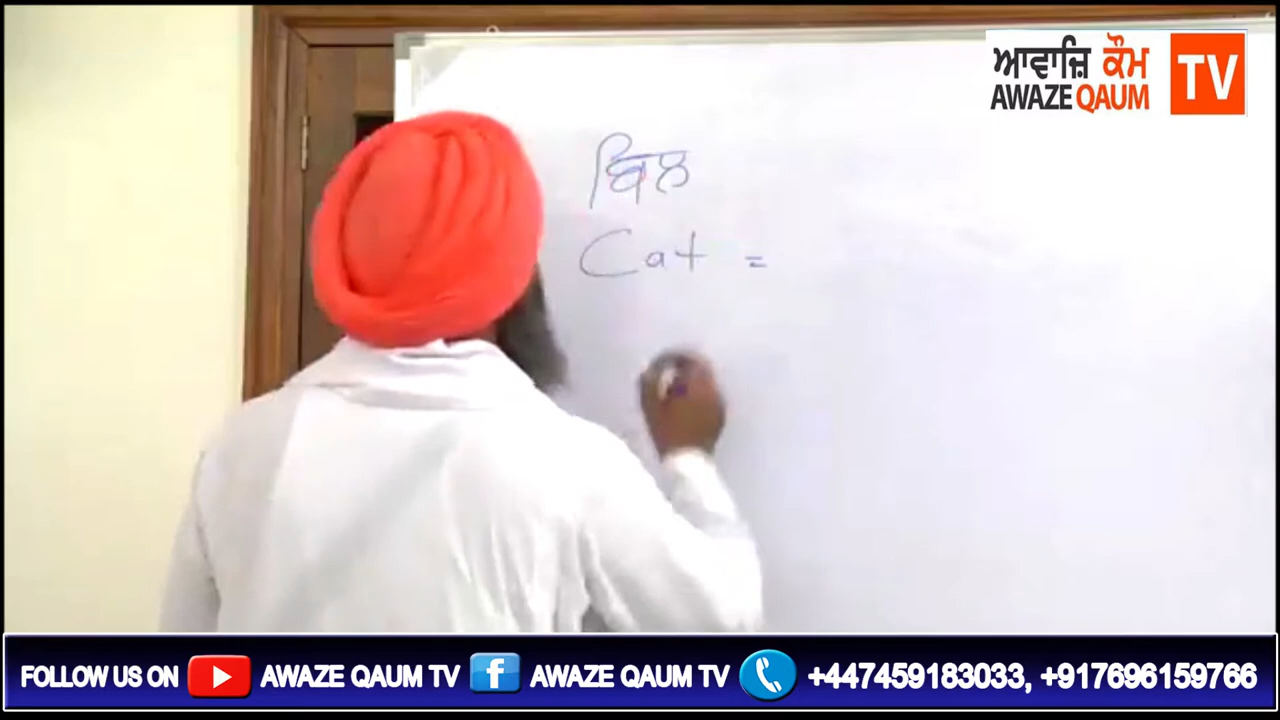 ਆਵਾਜ਼ਿ ਕੌਮ TV
AWAZE QAUM
ਬਿਲ
Cat =
FOLLOW US ON AWAZE QAUM TV AWAZE QAUM TV +447459183033, +917696159766